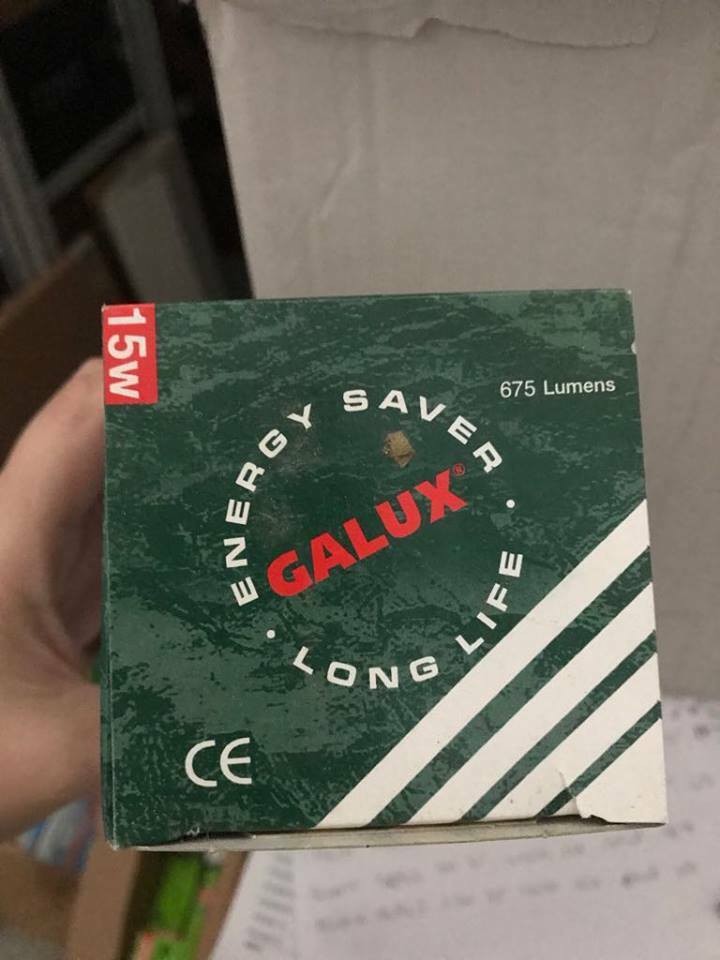 15W
675 Lumens
ENERGY SAVER
GALUX®
• LONG LIFE •
CE